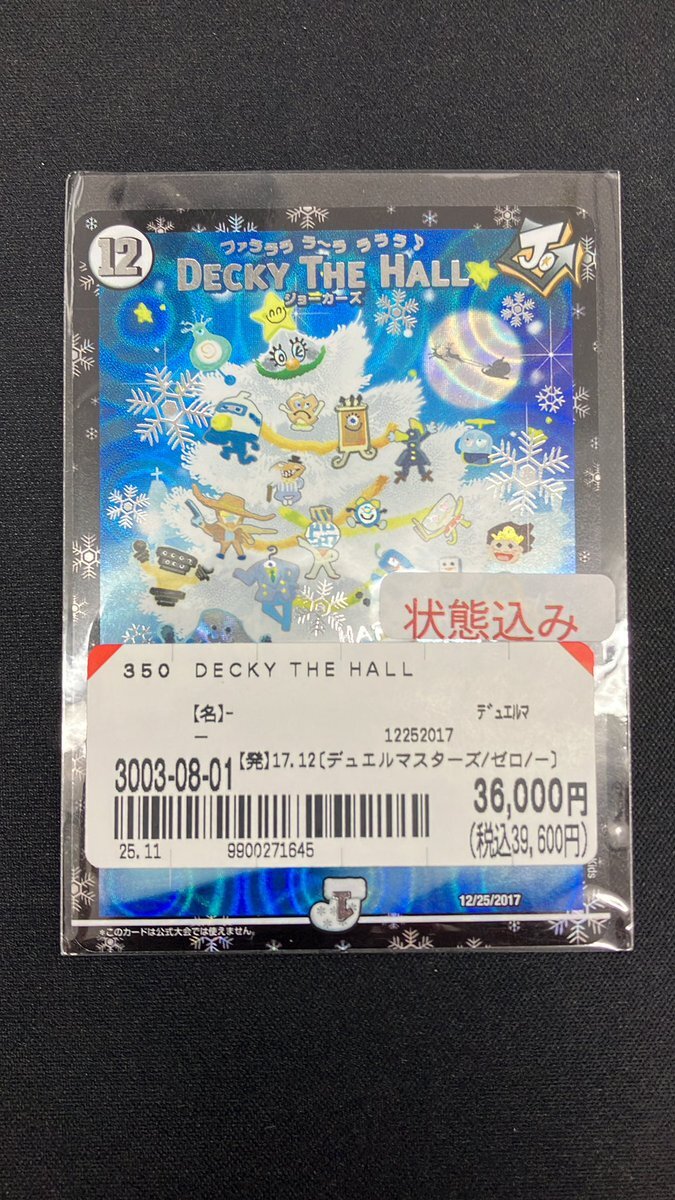 12
ファラララ ラ〜ラ ラララ♪
DECKY THE HALL
ジョーカーズ
Jo
状態込み
350 DECKY THE HALL
【名】- デュエルマ
— 12252017
3003-08-01 【発】17.12〔デュエルマスターズ/ゼロ/ー〕
36,000円
(税込39,600円)
25.11 9900271645
12/25/2017
*このカードは公式大会では使えません。